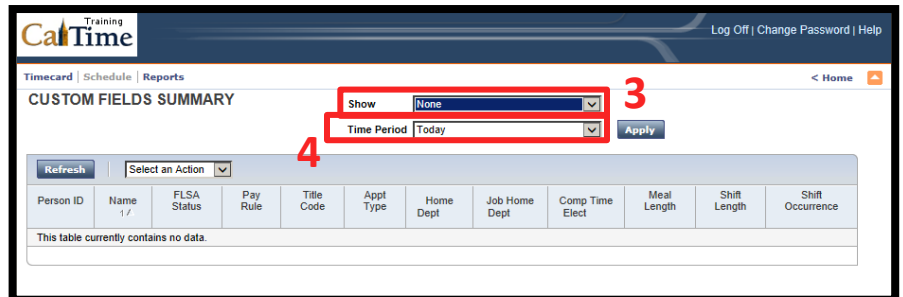 Training
CalTime
Log Off | Change Password | Help
Timecard | Schedule | Reports
< Home
CUSTOM FIELDS SUMMARY
Show None
3
Time Period Today
Apply
4
Refresh
Select an Action
Person ID
Name
1 /
FLSA
Status
Pay
Rule
Title
Code
Appt
Type
Home
Dept
Job Home
Dept
Comp Time
Elect
Meal
Length
Shift
Length
Shift
Occurrence
This table currently contains no data.